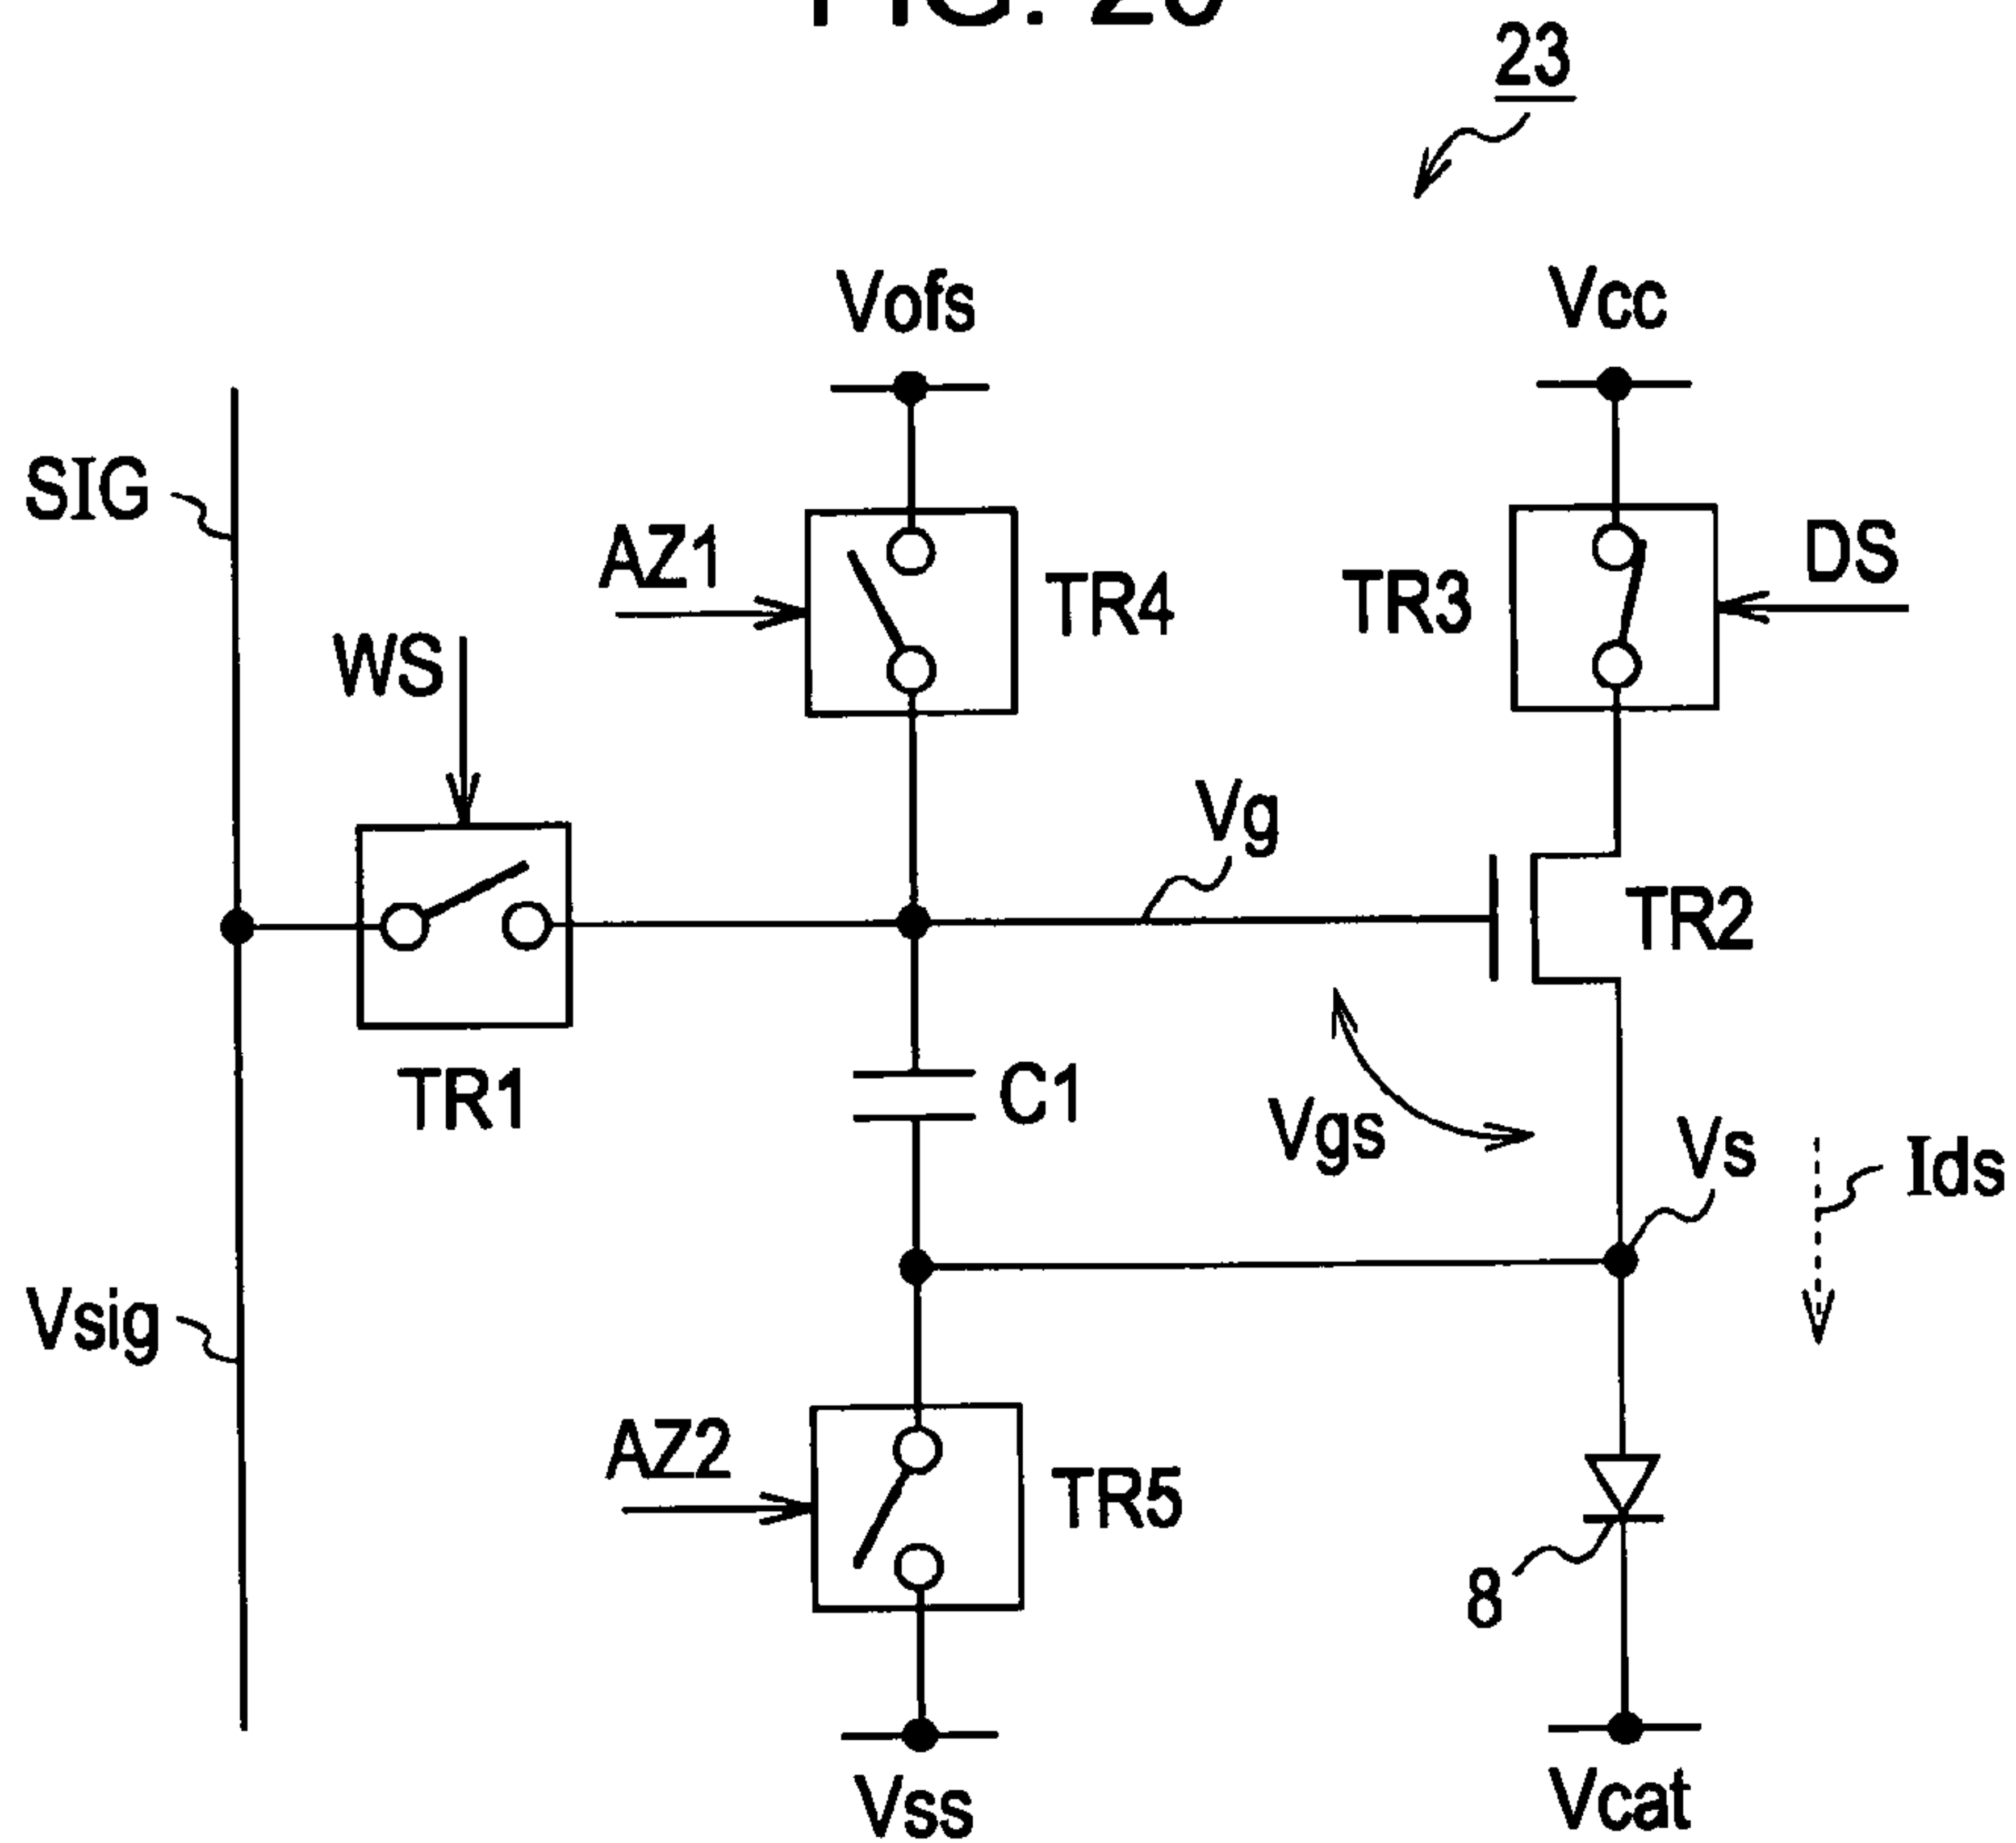 23
Vofs
Vcc
SIG
AZ1
TR4
TR3
DS
WS
Vg
TR2
TR1
C1
Vgs
Vs
Ids
Vsig
AZ2
TR5
8
Vss
Vcat